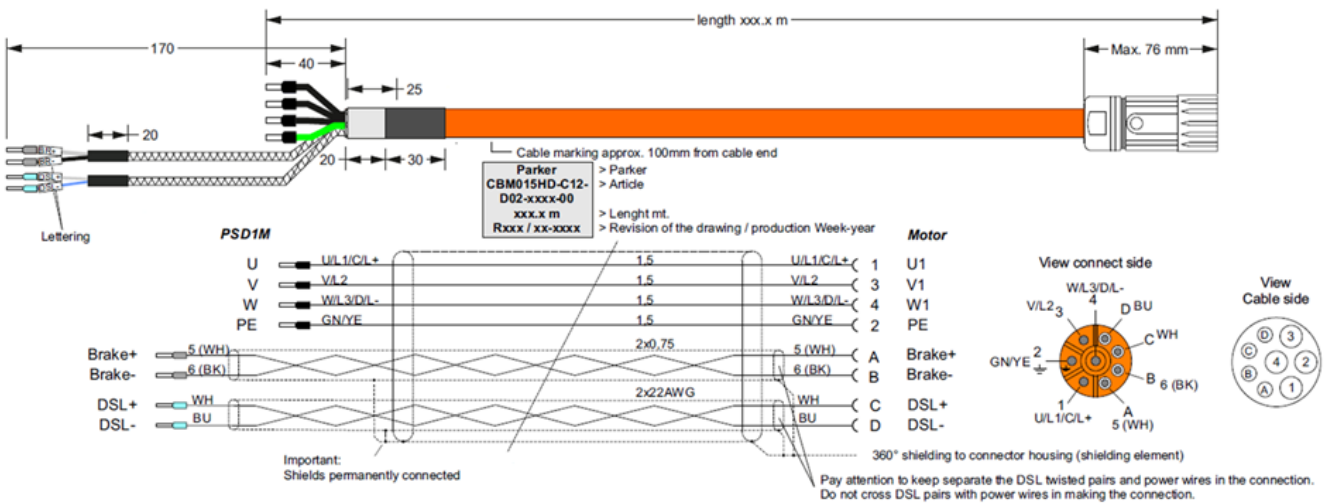 length xxx.x m
170
Max. 76 mm
40
25
20
20
30
Cable marking approx. 100mm from cable end
Parker > Parker
CBM015HD-C12- > Article
D02-xxxx-00
xxx.x m > Lenght mt.
Rxxx / xx-xxxx > Revision of the drawing / production Week-year
Lettering
PSD1M
Motor
U U/L1/C/L+ 1,5 U/L1/C/L+ 1 U1
V V/L2 1,5 V/L2 3 V1
W W/L3/D/L- 1,5 W/L3/D/L- 4 W1
PE GN/YE 1,5 GN/YE 2 PE
2x0,75
Brake+ 5 (WH) 5 (WH) A Brake+
Brake- 6 (BK) 6 (BK) B Brake-
2x22AWG
DSL+ WH WH C DSL+
DSL- BU BU D DSL-
Important:
Shields permanently connected
View connect side
W/L3/D/L-
4
V/L2 3
D BU
C WH
2
GN/YE
B 6 (BK)
1
U/L1/C/L+
A
5 (WH)
View
Cable side
D 3
C 4 2
B
A 1
360° shielding to connector housing (shielding element)
Pay attention to keep separate the DSL twisted pairs and power wires in the connection.
Do not cross DSL pairs with power wires in making the connection.